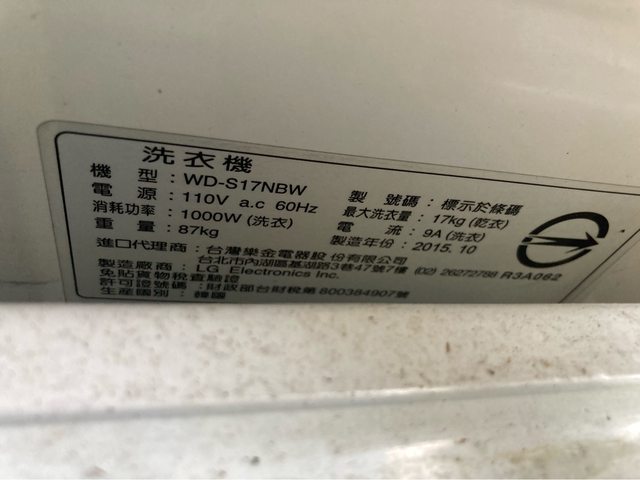 洗衣機
機型：WD-S17NBW
電源：110V a.c 60Hz 製號碼：標示於條碼
消耗功率：1000W (洗衣) 最大洗衣量：17kg (乾衣)
重量：87kg 電流：9A (洗衣)
製造年份：2015.10
進口代理商：台灣樂金電器股份有限公司
台北市內湖區基湖路3巷47號7樓 (02) 26272788 R3A062
製造廠商：LG Electronics Inc.
免貼貨物稅查驗證
許可證號碼：財政部台財稅第800384907號
生產國別：韓國